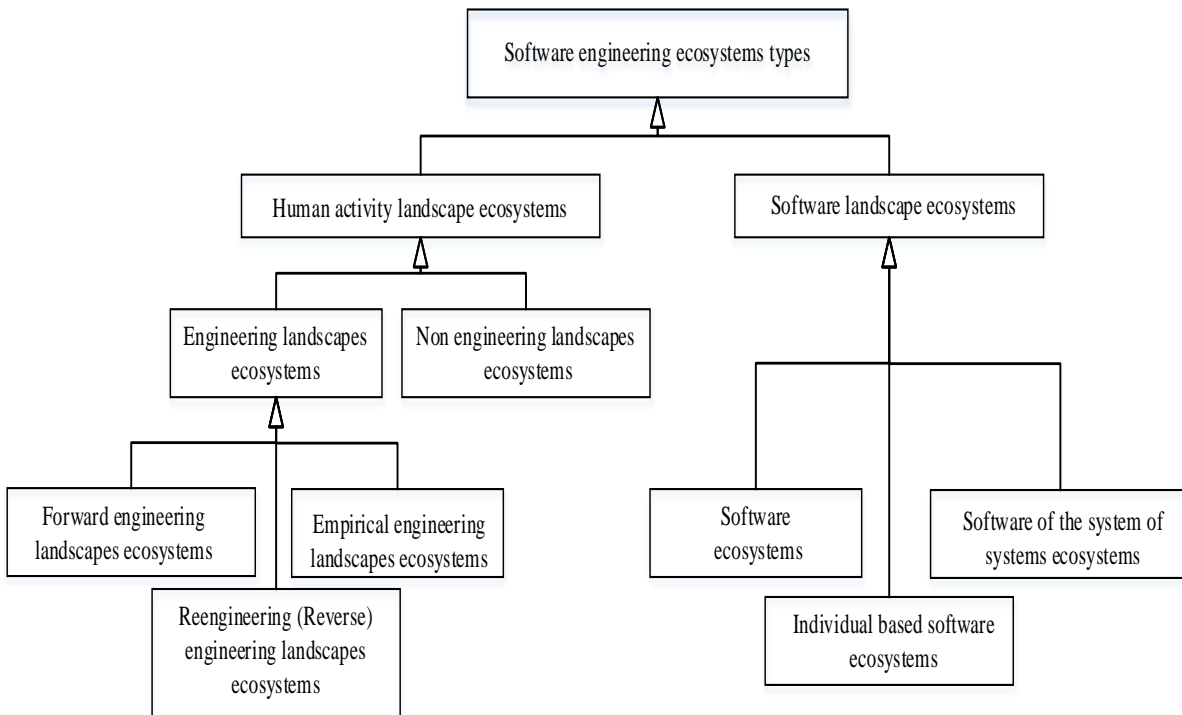 Software engineering ecosystems types
Human activity landscape ecosystems
Software landscape ecosystems
Engineering landscapes
ecosystems
Non engineering landscapes
ecosystems
Forward engineering
landscapes ecosystems
Empirical engineering
landscapes ecosystems
Reengineering (Reverse)
engineering landscapes
ecosystems
Software
ecosystems
Software of the system of
systems ecosystems
Individual based software
ecosystems